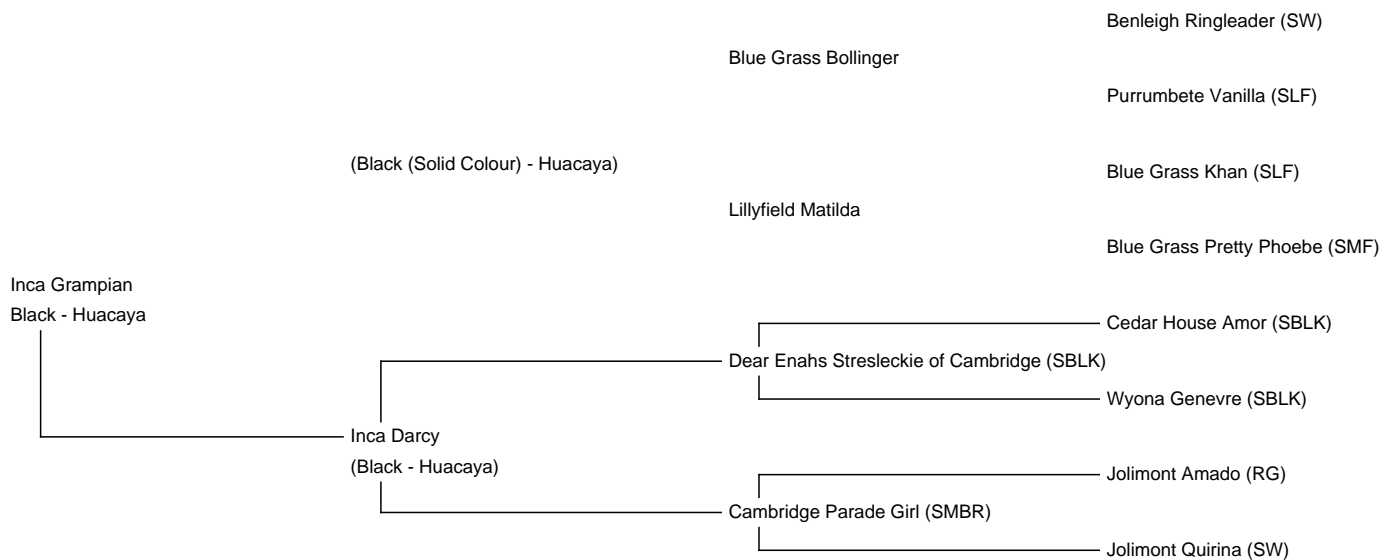 Benleigh Ringleader (SW)
Blue Grass Bollinger
Purrumbete Vanilla (SLF)
(Black (Solid Colour) - Huacaya)
Blue Grass Khan (SLF)
Lillyfield Matilda
Blue Grass Pretty Phoebe (SMF)
Inca Grampian
Black - Huacaya
Cedar House Amor (SBLK)
Dear Enahs Stresleckie of Cambridge (SBLK)
Wyona Genevre (SBLK)
Inca Darcy
(Black - Huacaya)
Jolimont Amado (RG)
Cambridge Parade Girl (SMBR)
Jolimont Quirina (SW)